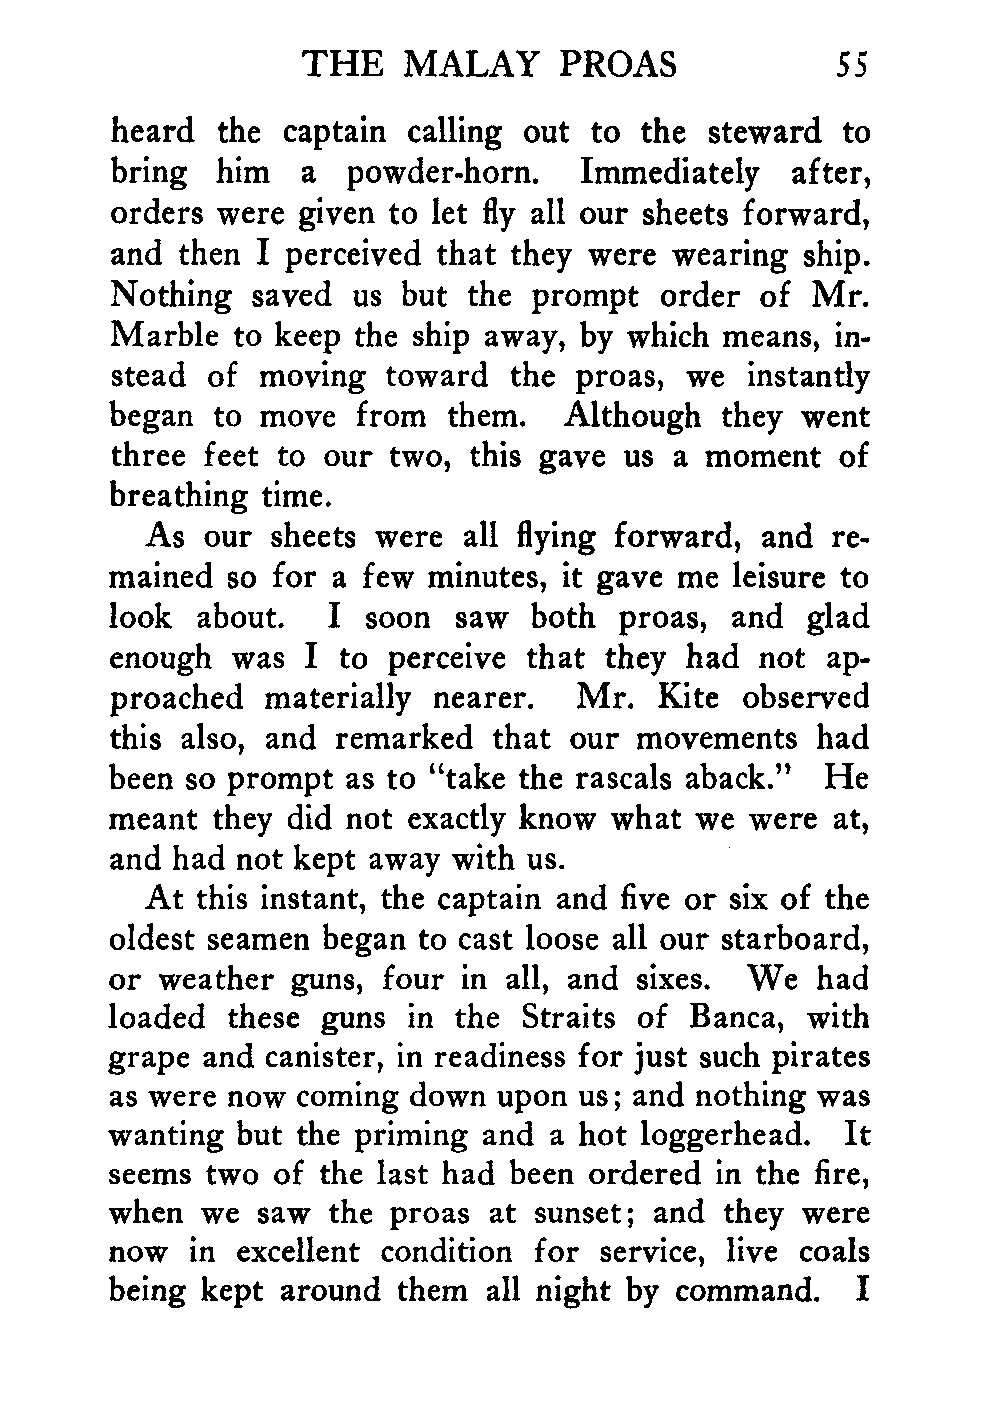 THE MALAY PROAS 55
heard the captain calling out to the steward to
bring him a powder-horn. Immediately after,
orders were given to let fly all our sheets forward,
and then I perceived that they were wearing ship.
Nothing saved us but the prompt order of Mr.
Marble to keep the ship away, by which means, in-
stead of moving toward the proas, we instantly
began to move from them. Although they went
three feet to our two, this gave us a moment of
breathing time.
As our sheets were all flying forward, and re-
mained so for a few minutes, it gave me leisure to
look about. I soon saw both proas, and glad
enough was I to perceive that they had not ap-
proached materially nearer. Mr. Kite observed
this also, and remarked that our movements had
been so prompt as to "take the rascals aback." He
meant they did not exactly know what we were at,
and had not kept away with us.
At this instant, the captain and five or six of the
oldest seamen began to cast loose all our starboard,
or weather guns, four in all, and sixes. We had
loaded these guns in the Straits of Banca, with
grape and canister, in readiness for just such pirates
as were now coming down upon us; and nothing was
wanting but the priming and a hot loggerhead. It
seems two of the last had been ordered in the fire,
when we saw the proas at sunset; and they were
now in excellent condition for service, live coals
being kept around them all night by command. I